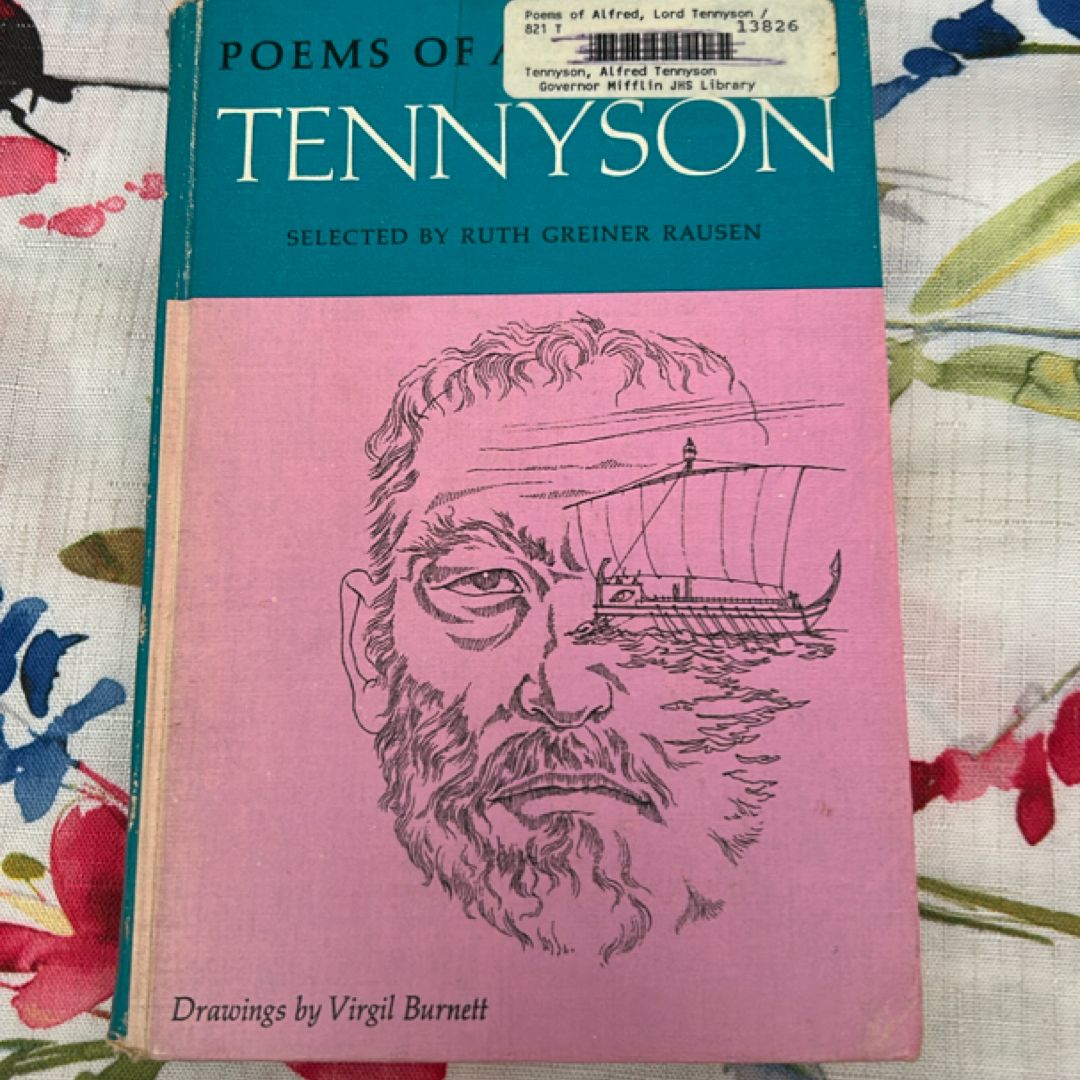 Poems of Alfred, Lord Tennyson /
821 T 13826
Tennyson, Alfred Tennyson
Governor Mifflin JHS Library
POEMS OF A
TENNYSON
SELECTED BY RUTH GREINER RAUSEN
Drawings by Virgil Burnett